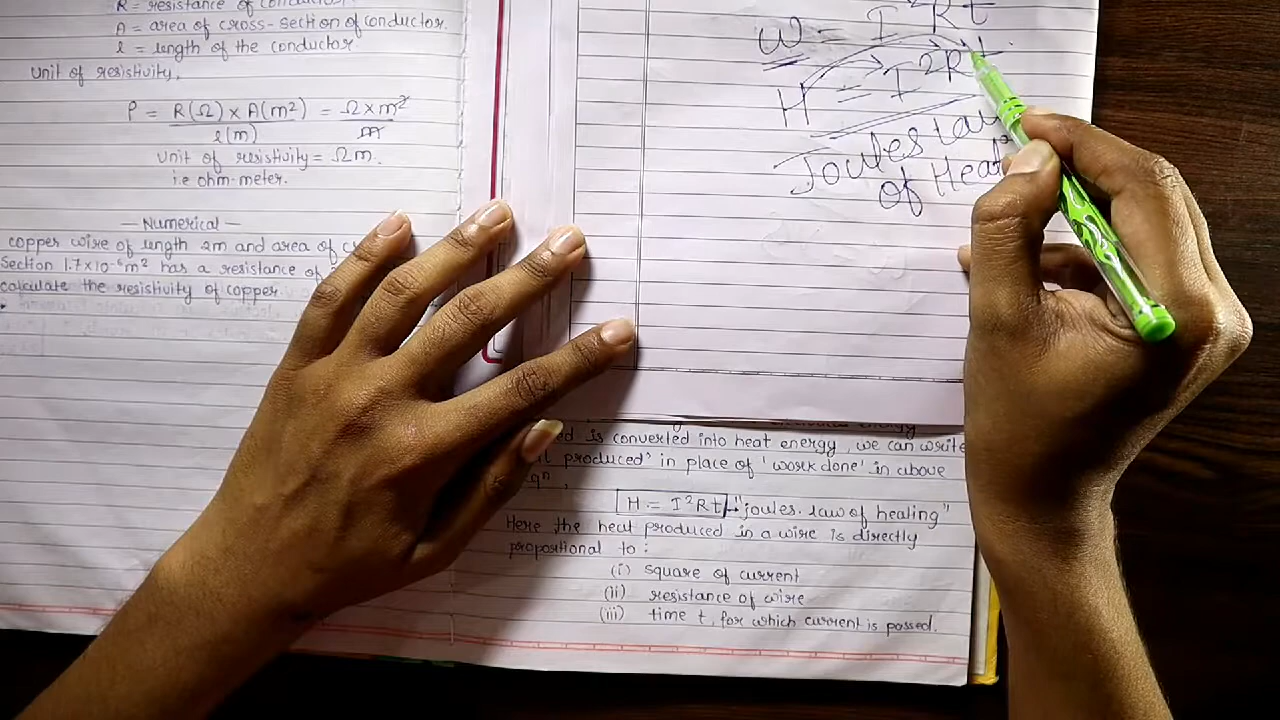 R = resistance of conductor.
A = area of cross-section of conductor.
l = length of the conductor.
Unit of resistivity,
ρ = R(Ω) × A(m²) / l(m) = Ω × m² / m
Unit of resistivity = Ωm.
i.e ohm-meter.
— Numerical —
copper wire of length 2m and area of
Section 1.7×10⁻⁶m² has a resistance of
calculate the resistivity of copper.
W = I²Rt
H = I²Rt
Joules law
of Heat
is converted into heat energy, we can write
produced' in place of 'work done' in above
eqⁿ,
H = I²Rt → "joules. law of healing"
Here the heat produced in a wire is directly
proportional to :
(i) square of current
(ii) resistance of wire
(iii) time t, for which current is passed.